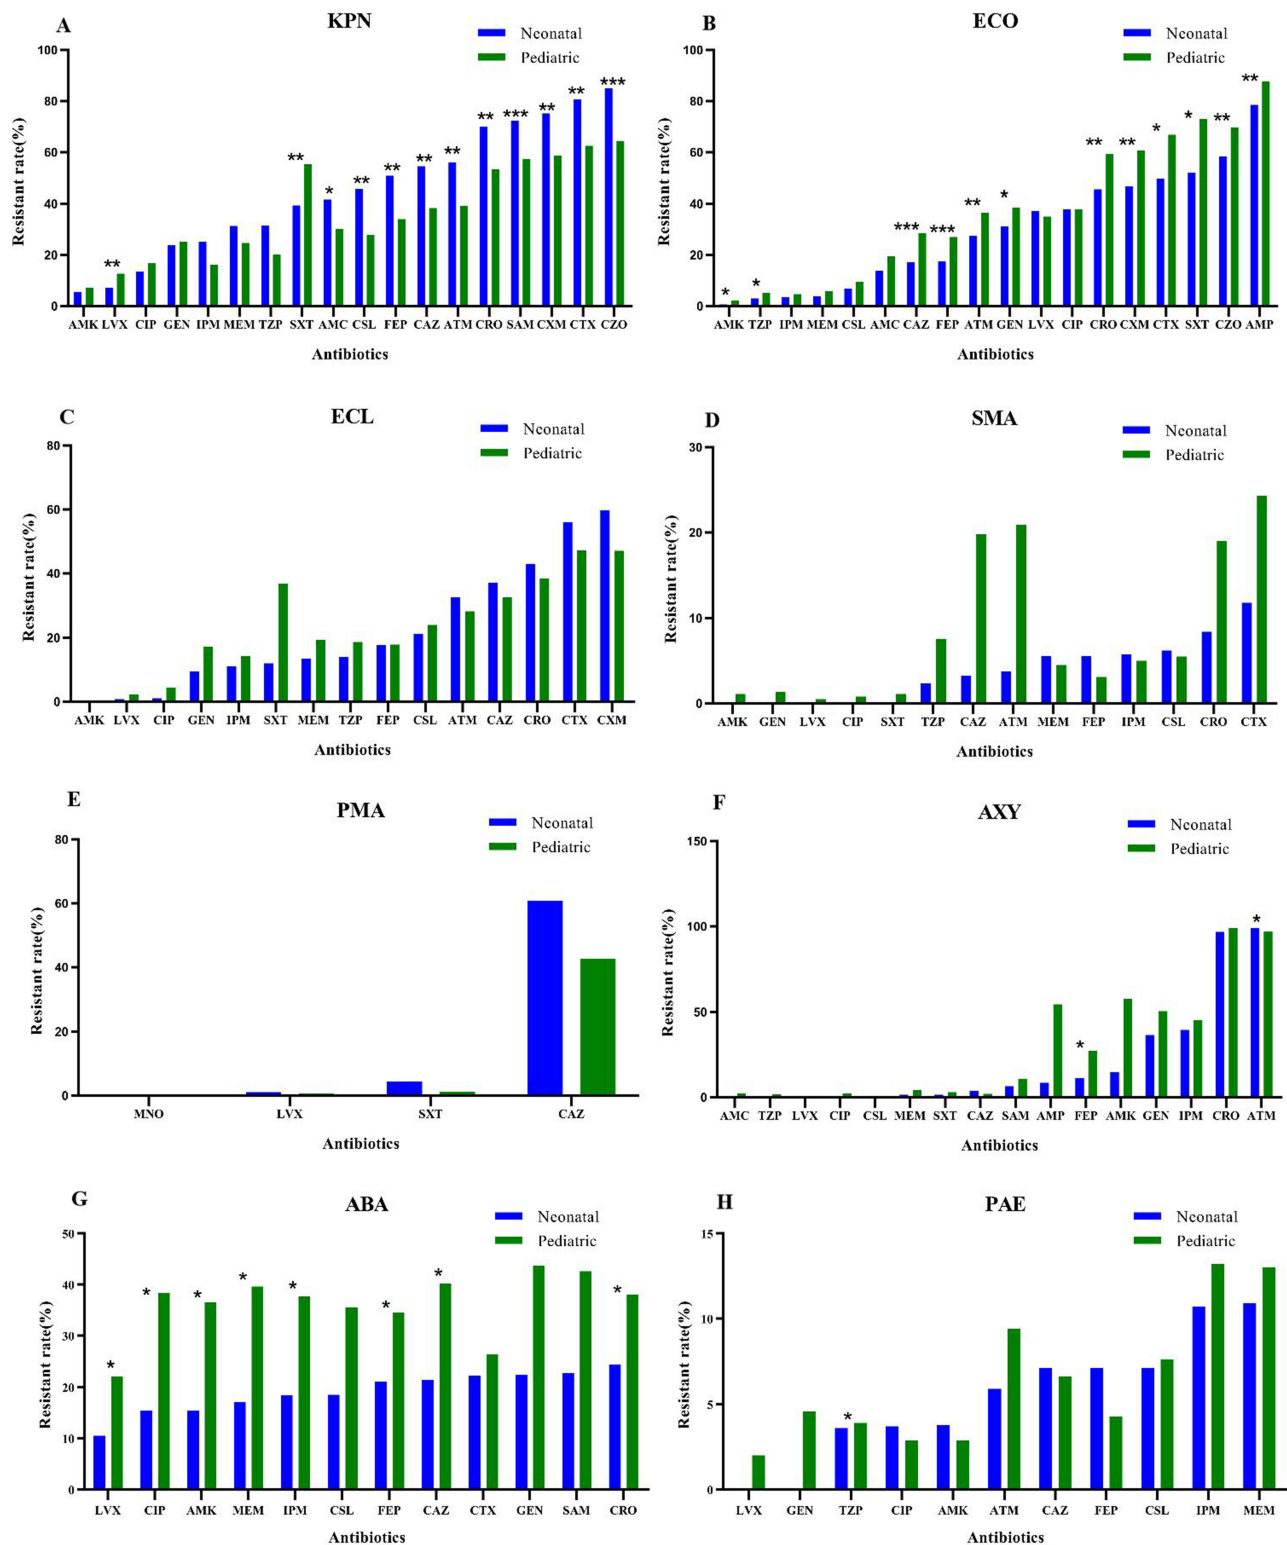 A
KPN
Neonatal
Pediatric
Resistant rate(%)
100
80
60
40
20
0
** ** * ** ** ** ** ** *** ** ** ***
AMK LVX CIP GEN IPM MEM TZP SXT AMC CSL FEP CAZ ATM CRO SAM CXM CTX CZO
Antibiotics
B
ECO
Neonatal
Pediatric
Resistant rate(%)
100
80
60
40
20
0
* * *** *** ** * ** ** * * ** **
AMK TZP IPM MEM CSL AMC CAZ FEP ATM GEN LVX CIP CRO CXM CTX SXT CZO AMP
Antibiotics
C
ECL
Neonatal
Pediatric
Resistant rate(%)
80
60
40
20
0
AMK LVX CIP GEN IPM SXT MEM TZP FEP CSL ATM CAZ CRO CTX CXM
Antibiotics
D
SMA
Neonatal
Pediatric
Resistant rate(%)
30
20
10
0
AMK GEN LVX CIP SXT TZP CAZ ATM MEM FEP IPM CSL CRO CTX
Antibiotics
E
PMA
Neonatal
Pediatric
Resistant rate(%)
80
60
40
20
0
MNO LVX SXT CAZ
Antibiotics
F
AXY
Neonatal
Pediatric
Resistant rate(%)
150
100
50
0
* *
AMC TZP LVX CIP CSL MEM SXT CAZ SAM AMP FEP AMK GEN IPM CRO ATM
Antibiotics
G
ABA
Neonatal
Pediatric
Resistant rate(%)
50
40
30
20
10
0
* * * * * * * *
LVX CIP AMK MEM IPM CSL FEP CAZ CTX GEN SAM CRO
Antibiotics
H
PAE
Neonatal
Pediatric
Resistant rate(%)
15
10
5
0
*
LVX GEN TZP CIP AMK ATM CAZ FEP CSL IPM MEM
Antibiotics